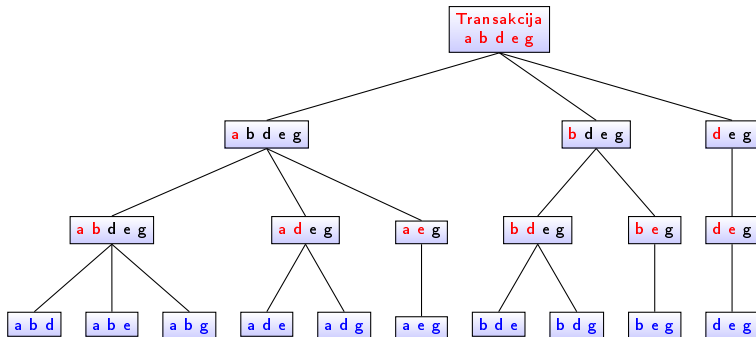 Transakcija
a b d e g
a b d e g
b d e g
d e g
a b d e g
a d e g
a e g
b d e g
b e g
d e g
a b d
a b e
a b g
a d e
a d g
a e g
b d e
b d g
b e g
d e g